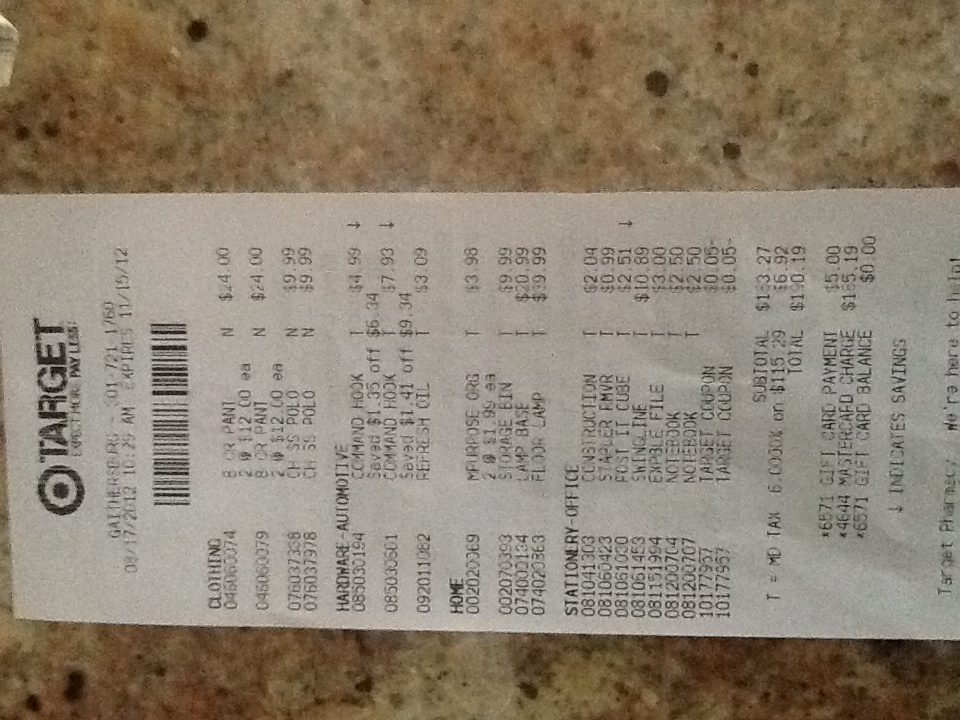 TARGET
EXPECT MORE. PAY LESS.
GAITHERSBURG - 301-721-1760
08/17/2012 10:29 AM EXPIRES 11/15/12
CLOTHING
046060074 B CR PANT N $24.00
2 @ $12.00 ea
046060079 B CR PANT N $24.00
2 @ $12.00 ea
076037338 CH SS POLO N $9.99
076037978 CH SS POLO N $9.99
HARDWARE-AUTOMOTIVE
085030194 COMMAND HOOK T $4.99 ↓
Saved $1.35 off $6.34
085030601 COMMAND HOOK T $7.93 ↓
Saved $1.41 off $9.34
092011082 REFRESH OIL T $3.09
HOME
002020069 MPURPOSE ORG T $3.98
2 @ $1.99 ea
002070393 STORAGE BIN T $9.99
074000134 LAMP BASE T $20.99
074020363 FLOOR LAMP T $39.99
STATIONERY-OFFICE
081041303 CONSTRUCTION T $2.04
081060423 STAPLER RMVR T $0.99
081061030 POST IT CUBE T $2.51 ↓
081061453 SWINGLINE T $10.89
081151994 EXPBLE FILE T $3.00
081200704 NOTEBOOK T $2.50
081200707 NOTEBOOK T $2.50
10177957 TARGET COUPON $0.05-
10177957 TARGET COUPON $0.05-
SUBTOTAL $183.27
T = MD TAX 6.0000% on $115.29 $6.92
TOTAL $190.19
*6571 GIFT CARD PAYMENT $5.00
*4644 MASTERCARD CHARGE $185.19
*6571 GIFT CARD BALANCE $0.00
↓ INDICATES SAVINGS
Target Pharmacy. We're here to help!